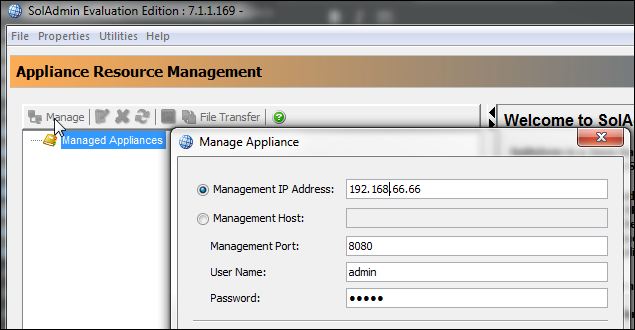 SolAdmin Evaluation Edition : 7.1.1.169 -
File Properties Utilities Help
Appliance Resource Management
Manage File Transfer ?
Managed Appliances
Welcome to SolA
Manage Appliance
Management IP Address: 192.168.66.66
Management Host:
Management Port: 8080
User Name: admin
Password: •••••